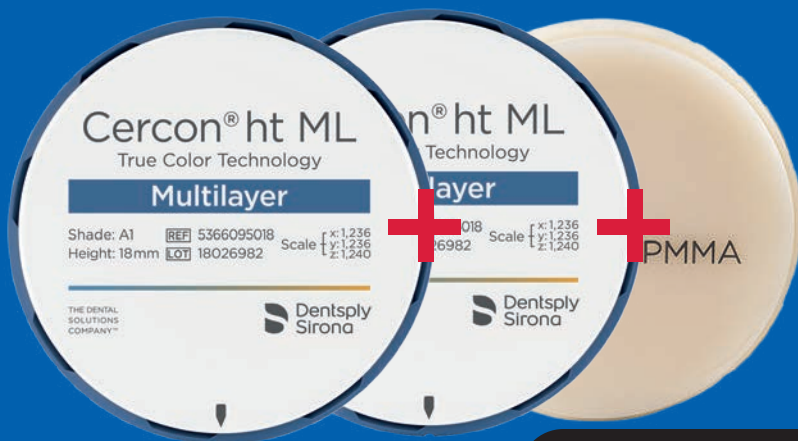 Cercon® ht ML
True Color Technology
Multilayer
Shade: A1 REF 5366095018
Height: 18mm LOT 18026982
Scale x: 1,236
y: 1,236
z: 1,240
THE DENTAL
SOLUTIONS
COMPANY™
Dentsply
Sirona
n® ht ML
Technology
layer
018
6982
Scale x: 1,236
y: 1,236
z: 1,240
Dentsply
Sirona
PMMA